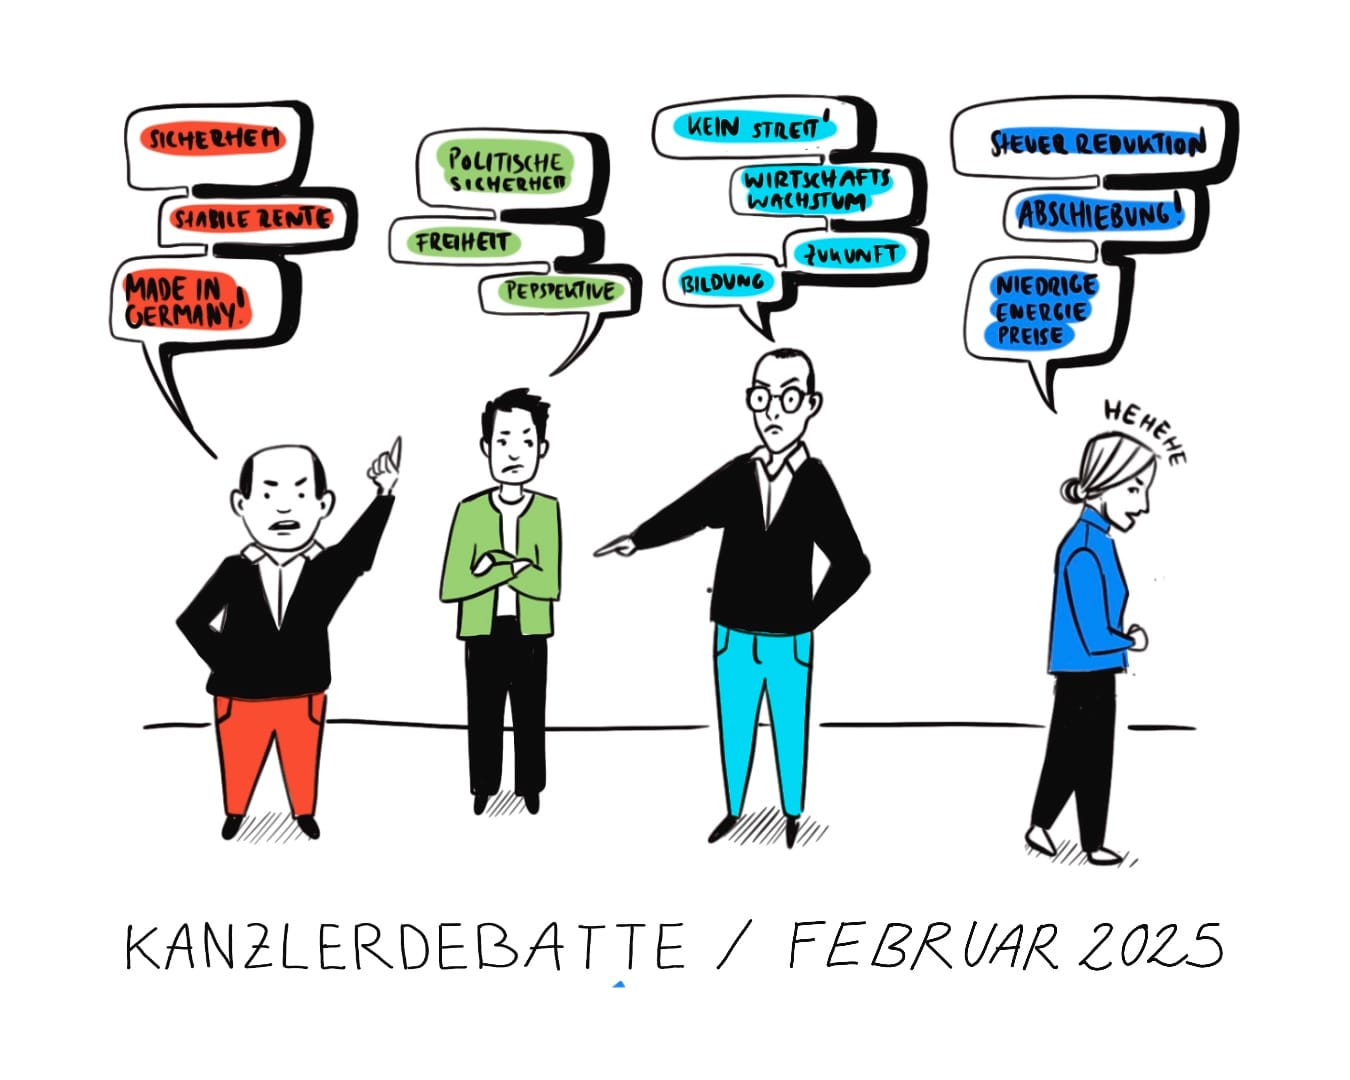 SICHERHEIT
STABILE RENTE
MADE IN
GERMANY!
POLITISCHE
SICHERHEIT
FREIHEIT
PERSPEKTIVE
KEIN STREIT!
WIRTSCHAFTS
WACHSTUM
ZUKUNFT
BILDUNG
STEUER REDUKTION
ABSCHIEBUNG!
NIEDRIGE
ENERGIE
PREISE
HEHEHE
KANZLERDEBATTE / FEBRUAR 2025